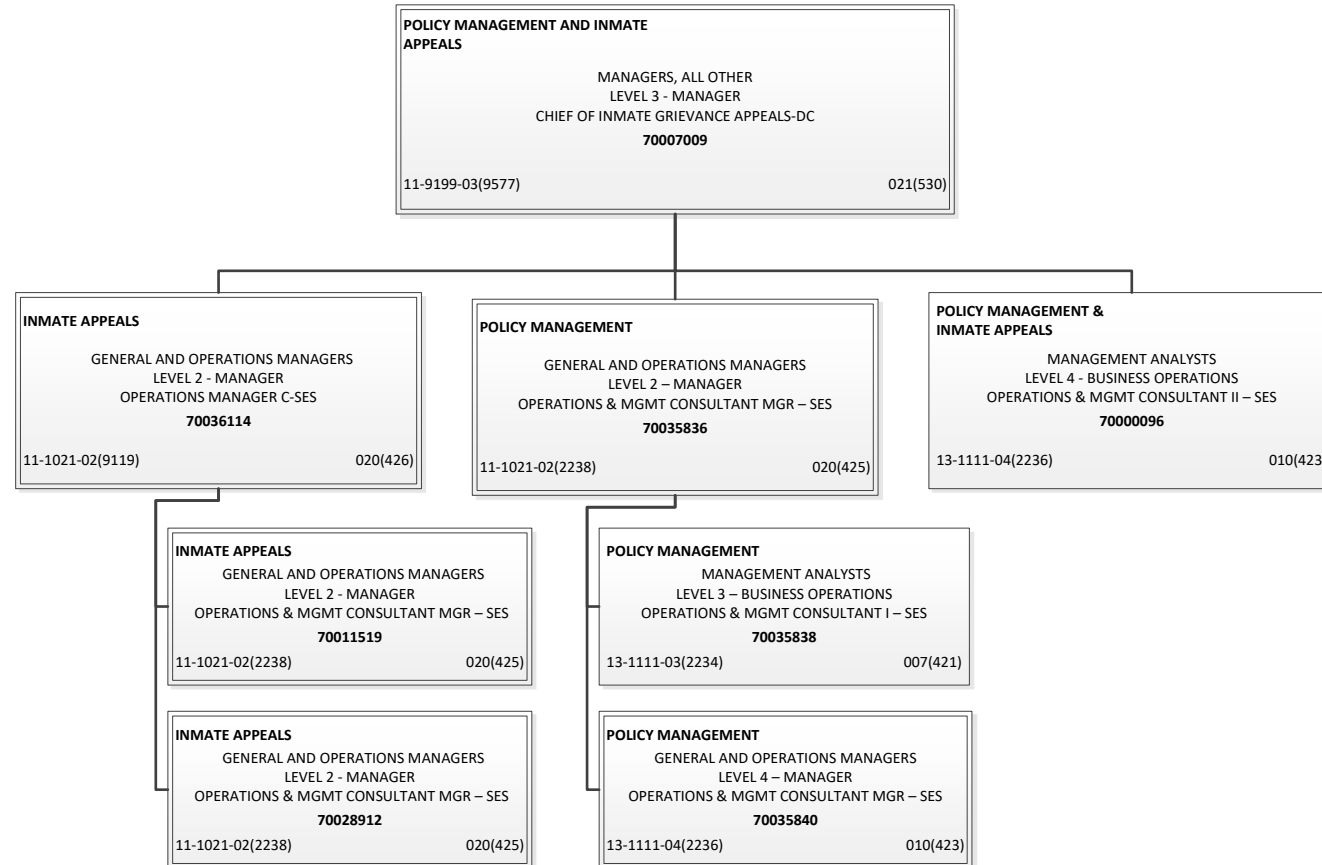 POLICY MANAGEMENT AND INMATE
APPEALS
MANAGERS, ALL OTHER
LEVEL 3 - MANAGER
CHIEF OF INMATE GRIEVANCE APPEALS-DC
70007009
11-9199-03(9577) 021(530)
INMATE APPEALS
GENERAL AND OPERATIONS MANAGERS
LEVEL 2 - MANAGER
OPERATIONS MANAGER C-SES
70036114
11-1021-02(9119) 020(426)
POLICY MANAGEMENT
GENERAL AND OPERATIONS MANAGERS
LEVEL 2 – MANAGER
OPERATIONS & MGMT CONSULTANT MGR – SES
70035836
11-1021-02(2238) 020(425)
POLICY MANAGEMENT &
INMATE APPEALS
MANAGEMENT ANALYSTS
LEVEL 4 - BUSINESS OPERATIONS
OPERATIONS & MGMT CONSULTANT II – SES
70000096
13-1111-04(2236) 010(423
INMATE APPEALS
GENERAL AND OPERATIONS MANAGERS
LEVEL 2 - MANAGER
OPERATIONS & MGMT CONSULTANT MGR – SES
70011519
11-1021-02(2238) 020(425)
POLICY MANAGEMENT
MANAGEMENT ANALYSTS
LEVEL 3 – BUSINESS OPERATIONS
OPERATIONS & MGMT CONSULTANT I – SES
70035838
13-1111-03(2234) 007(421)
INMATE APPEALS
GENERAL AND OPERATIONS MANAGERS
LEVEL 2 - MANAGER
OPERATIONS & MGMT CONSULTANT MGR – SES
70028912
11-1021-02(2238) 020(425)
POLICY MANAGEMENT
GENERAL AND OPERATIONS MANAGERS
LEVEL 4 – MANAGER
OPERATIONS & MGMT CONSULTANT MGR – SES
70035840
13-1111-04(2236) 010(423)